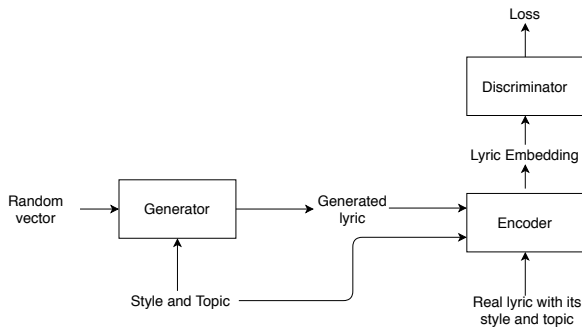 Loss
Discriminator
Lyric Embedding
Random
vector
Generator
Generated
lyric
Encoder
Style and Topic
Real lyric with its
style and topic